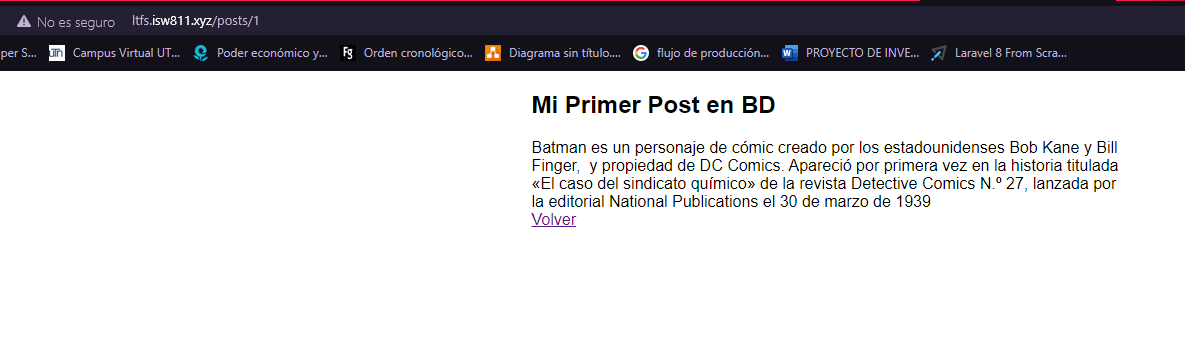 No es seguro ltfs.isw811.xyz/posts/1
per S... UTN Campus Virtual UT... Poder económico y... Fg Orden cronológico... Diagrama sin título.... G flujo de producción... W PROYECTO DE INVE... Laravel 8 From Scra...
Mi Primer Post en BD
Batman es un personaje de cómic creado por los estadounidenses Bob Kane y Bill
Finger,  y propiedad de DC Comics. Apareció por primera vez en la historia titulada
«El caso del sindicato químico» de la revista Detective Comics N.º 27, lanzada por
la editorial National Publications el 30 de marzo de 1939
Volver